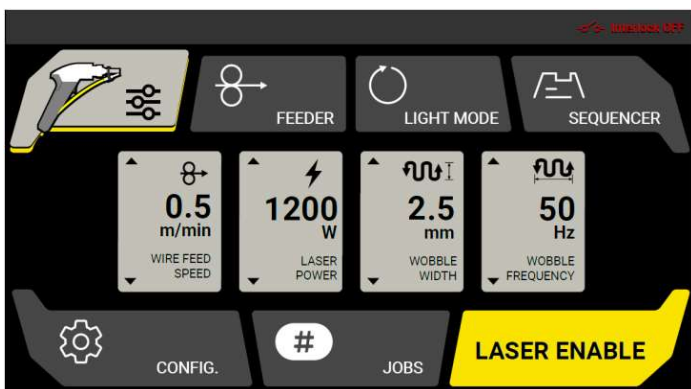 Interlock OFF
FEEDER
LIGHT MODE
SEQUENCER
0.5
m/min
WIRE FEED
SPEED
1200
W
LASER
POWER
2.5
mm
WOBBLE
WIDTH
50
Hz
WOBBLE
FREQUENCY
CONFIG.
#
JOBS
LASER ENABLE